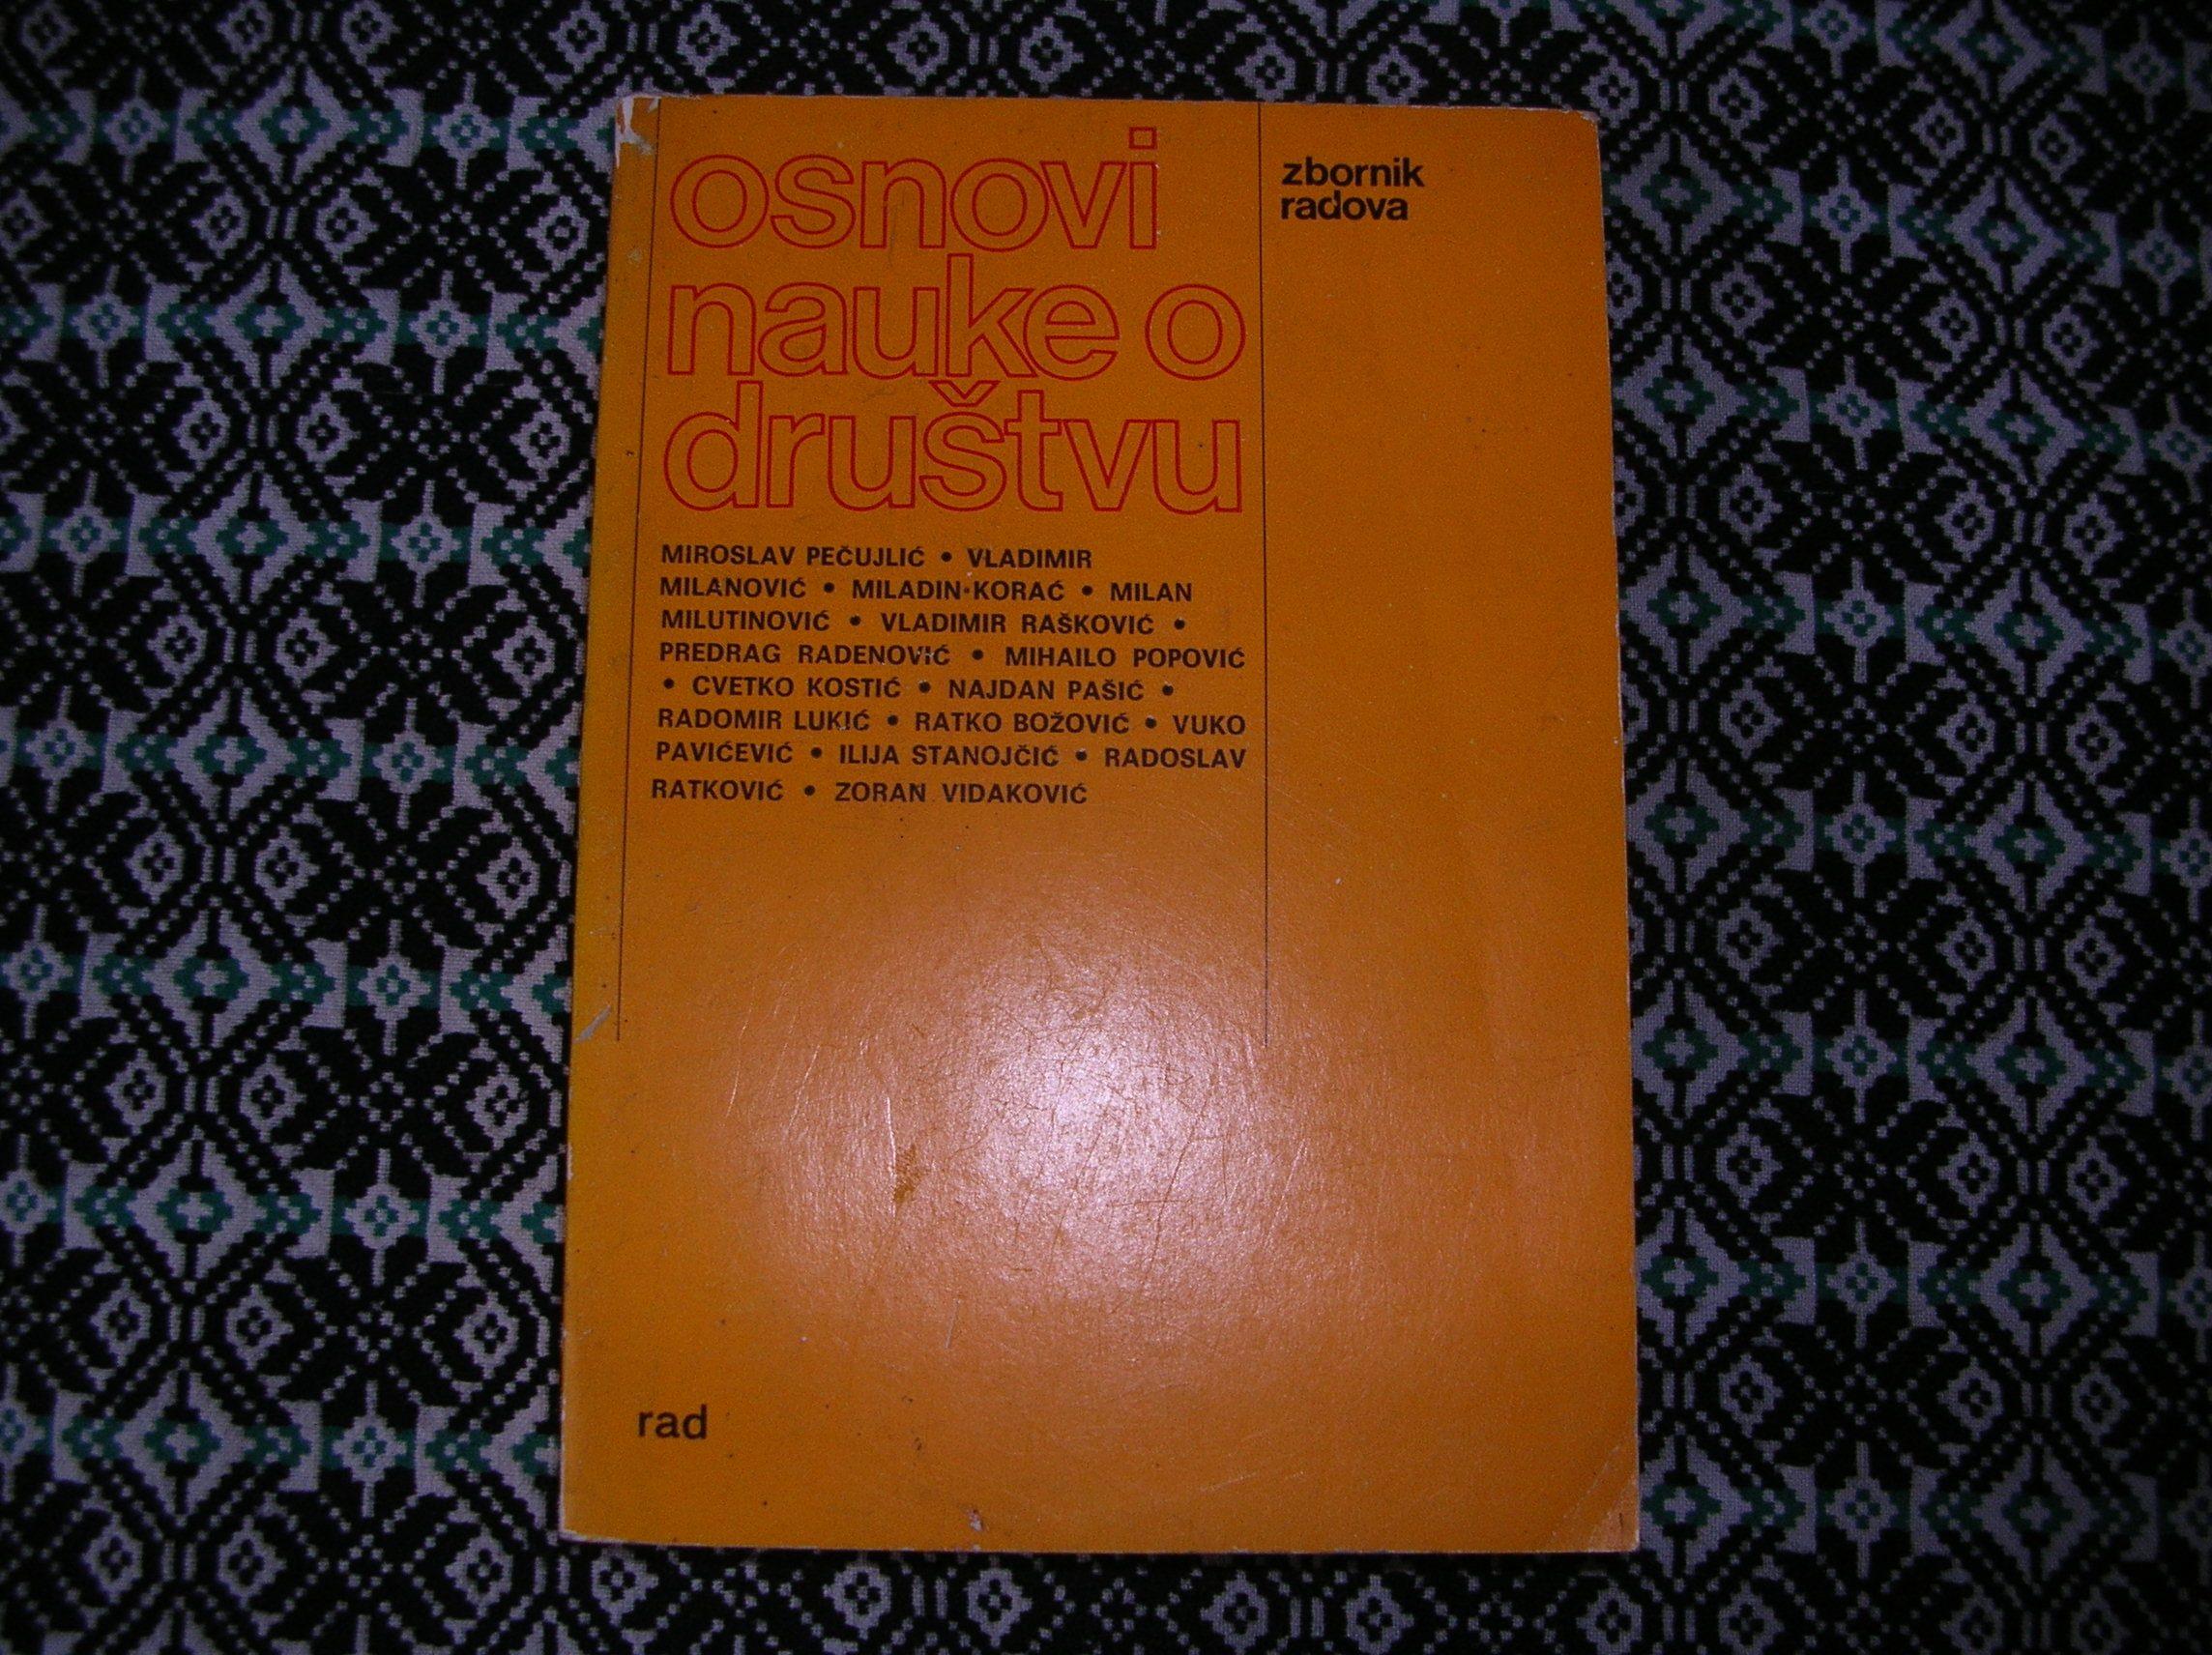 osnovi
nauke o
društvu
zbornik
radova
MIROSLAV PEČUJLIĆ • VLADIMIR
MILANOVIĆ • MILADIN KORAĆ • MILAN
MILUTINOVIĆ • VLADIMIR RAŠKOVIĆ •
PREDRAG RADENOVIĆ • MIHAILO POPOVIĆ
• CVETKO KOSTIĆ • NAJDAN PAŠIĆ •
RADOMIR LUKIĆ • RATKO BOŽOVIĆ • VUKO
PAVIĆEVIĆ • ILIJA STANOJČIĆ • RADOSLAV
RATKOVIĆ • ZORAN VIDAKOVIĆ
rad